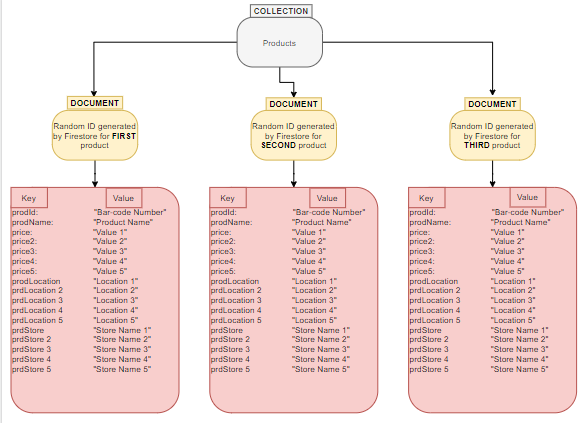 COLLECTION
Products
DOCUMENT
Random ID generated
by Firestore for FIRST
product
DOCUMENT
Random ID generated
by Firestore for
SECOND product
DOCUMENT
Random ID generated
by Firestore for
THIRD product
Key Value
prodId: "Bar-code Number"
prodName: "Product Name"
price: "Value 1"
price2: "Value 2"
price3: "Value 3"
price4: "Value 4"
price5: "Value 5"
prodLocation "Location 1"
prdLocation 2 "Location 2"
prdLocation 3 "Location 3"
prdLocation 4 "Location 4"
prdLocation 5 "Location 5"
prdStore "Store Name 1"
prdStore 2 "Store Name 2"
prdStore 3 "Store Name 3"
prdStore 4 "Store Name 4"
prdStore 5 "Store Name 5"
Key Value
prodId: "Bar-code Number"
prodName: "Product Name"
price: "Value 1"
price2: "Value 2"
price3: "Value 3"
price4: "Value 4"
price5: "Value 5"
prodLocation "Location 1"
prdLocation 2 "Location 2"
prdLocation 3 "Location 3"
prdLocation 4 "Location 4"
prdLocation 5 "Location 5"
prdStore "Store Name 1"
prdStore 2 "Store Name 2"
prdStore 3 "Store Name 3"
prdStore 4 "Store Name 4"
prdStore 5 "Store Name 5"
Key Value
prodId: "Bar-code Number"
prodName: "Product Name"
price: "Value 1"
price2: "Value 2"
price3: "Value 3"
price4: "Value 4"
price5: "Value 5"
prodLocation "Location 1"
prdLocation 2 "Location 2"
prdLocation 3 "Location 3"
prdLocation 4 "Location 4"
prdLocation 5 "Location 5"
prdStore "Store Name 1"
prdStore 2 "Store Name 2"
prdStore 3 "Store Name 3"
prdStore 4 "Store Name 4"
prdStore 5 "Store Name 5"